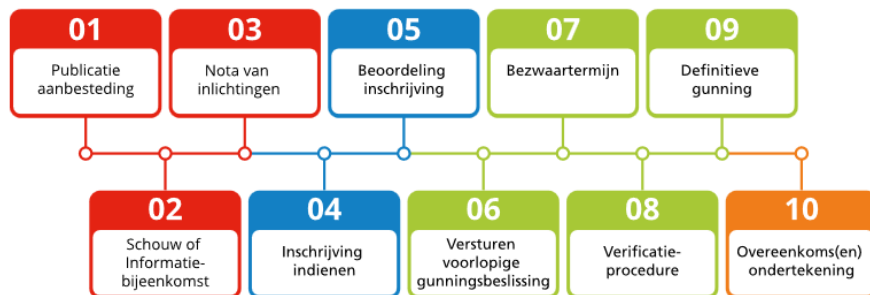 01
Publicatie
aanbesteding
03
Nota van
inlichtingen
05
Beoordeling
inschrijving
07
Bezwaartermijn
09
Definitieve
gunning
02
Schouw of
Informatie-
bijeenkomst
04
Inschrijving
indienen
06
Versturen
voorlopige
gunningsbeslissing
08
Verificatie-
procedure
10
Overeenkoms(en)
ondertekening